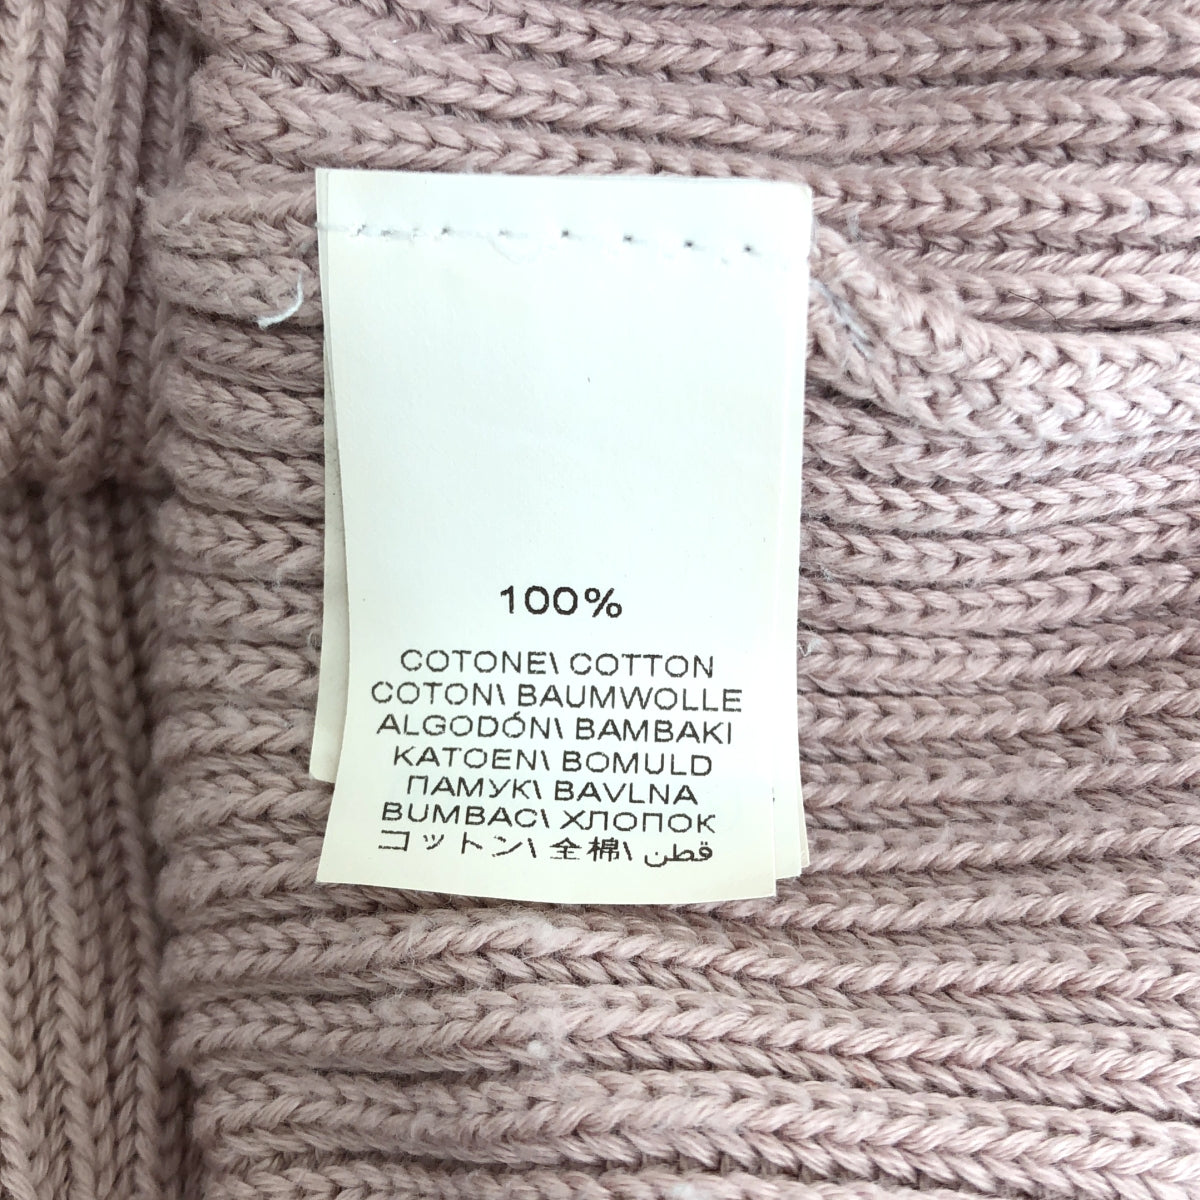 100%
COTONE\ COTTON
COTON\ BAUMWOLLE
ALGODÓN\ BAMBAKI
KATOEN\ BOMULD
ПАМУК\ BAVLNA
BUMBAC\ ХЛОПОК
コットン\ 全棉\ قطن